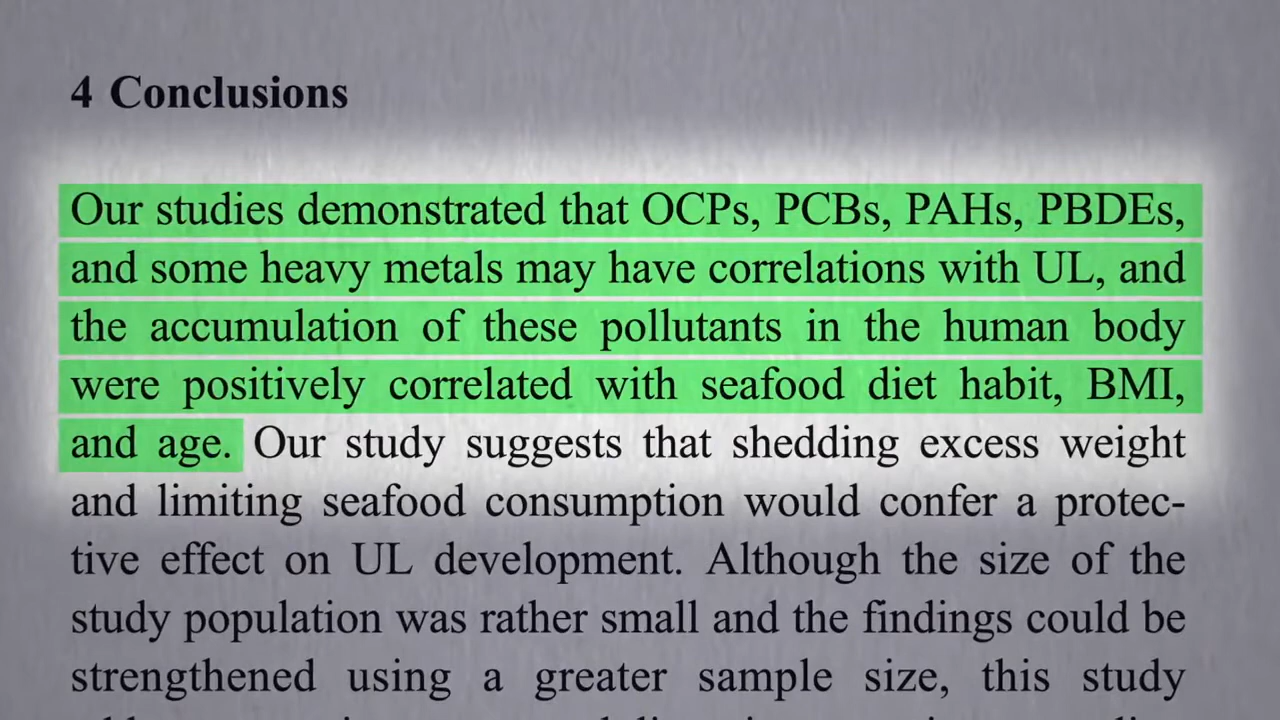 4 Conclusions
Our studies demonstrated that OCPs, PCBs, PAHs, PBDEs,
and some heavy metals may have correlations with UL, and
the accumulation of these pollutants in the human body
were positively correlated with seafood diet habit, BMI,
and age. Our study suggests that shedding excess weight
and limiting seafood consumption would confer a protec-
tive effect on UL development. Although the size of the
study population was rather small and the findings could be
strengthened using a greater sample size, this study